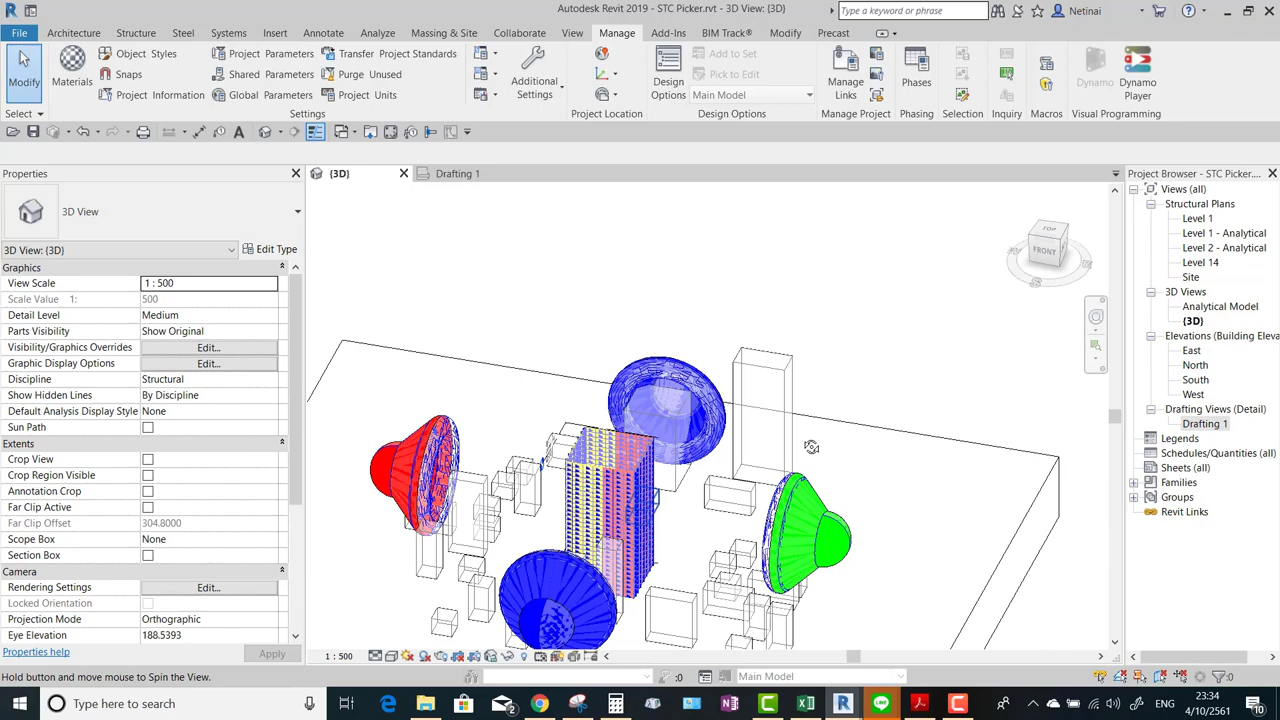 Autodesk Revit 2019 - STC Picker.rvt - 3D View: {3D}
Type a keyword or phrase
Netinai
File Architecture Structure Steel Systems Insert Annotate Analyze Massing & Site Collaborate View Manage Add-Ins BIM Track® Modify Precast
Modify
Materials
Object Styles
Snaps
Project Information
Project Parameters
Shared Parameters
Global Parameters
Transfer Project Standards
Purge Unused
Project Units
Additional Settings
Design Options
Add to Set
Pick to Edit
Main Model
Manage Links
Phases
Dynamo
Dynamo Player
Select
Settings
Project Location
Design Options
Manage Project
Phasing
Selection
Inquiry
Macros
Visual Programming
Properties
{3D}
Drafting 1
Project Browser - STC Picker....
3D View
3D View: {3D}
Edit Type
Graphics
View Scale 1 : 500
Scale Value 1: 500
Detail Level Medium
Parts Visibility Show Original
Visibility/Graphics Overrides Edit...
Graphic Display Options Edit...
Discipline Structural
Show Hidden Lines By Discipline
Default Analysis Display Style None
Sun Path
Extents
Crop View
Crop Region Visible
Annotation Crop
Far Clip Active
Far Clip Offset 304.8000
Scope Box None
Section Box
Camera
Rendering Settings Edit...
Locked Orientation
Projection Mode Orthographic
Eye Elevation 188.5393
Properties help
Apply
TOP
FRONT
Views (all)
Structural Plans
Level 1
Level 1 - Analytical
Level 2 - Analytical
Level 14
Site
3D Views
Analytical Model
{3D}
Elevations (Building Eleva
East
North
South
West
Drafting Views (Detail)
Drafting 1
Legends
Schedules/Quantities (all)
Sheets (all)
Families
Groups
Revit Links
1 : 500
Hold button and move mouse to Spin the View.
:0
Main Model
:0
Type here to search
2
23:34
4/10/2561